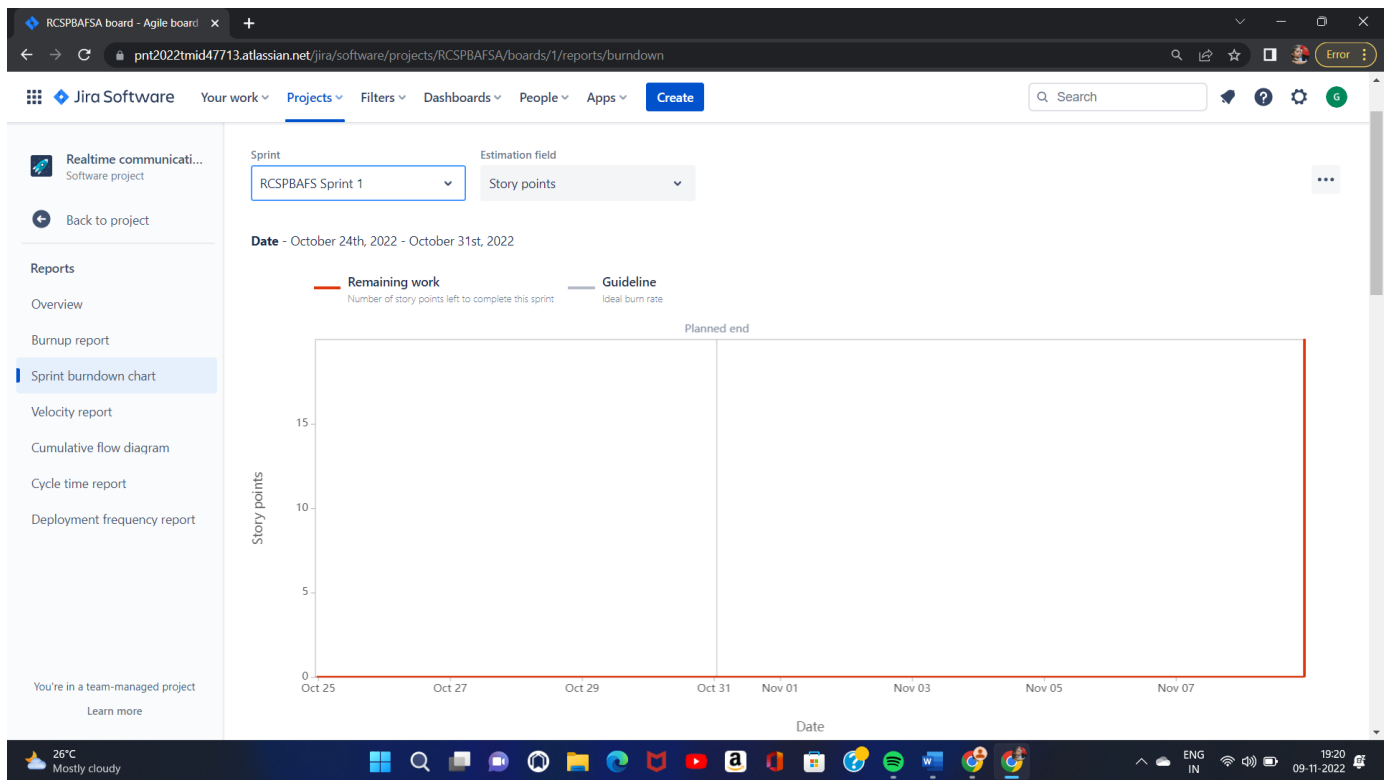 RCSPBAFSA board - Agile board
pnt2022tmid47713.atlassian.net/jira/software/projects/RCSPBAFSA/boards/1/reports/burndown
Error
Jira Software Your work Projects Filters Dashboards People Apps Create Search G
Realtime communicati...
Software project
Back to project
Reports
Overview
Burnup report
Sprint burndown chart
Velocity report
Cumulative flow diagram
Cycle time report
Deployment frequency report
You're in a team-managed project
Learn more
Sprint Estimation field
RCSPBAFS Sprint 1 Story points
Date - October 24th, 2022 - October 31st, 2022
Remaining work Guideline
Number of story points left to complete this sprint Ideal burn rate
Planned end
15
10
5
0
Story points
Oct 25 Oct 27 Oct 29 Oct 31 Nov 01 Nov 03 Nov 05 Nov 07
Date
26°C
Mostly cloudy
a
W
ENG
IN
19:20
09-11-2022